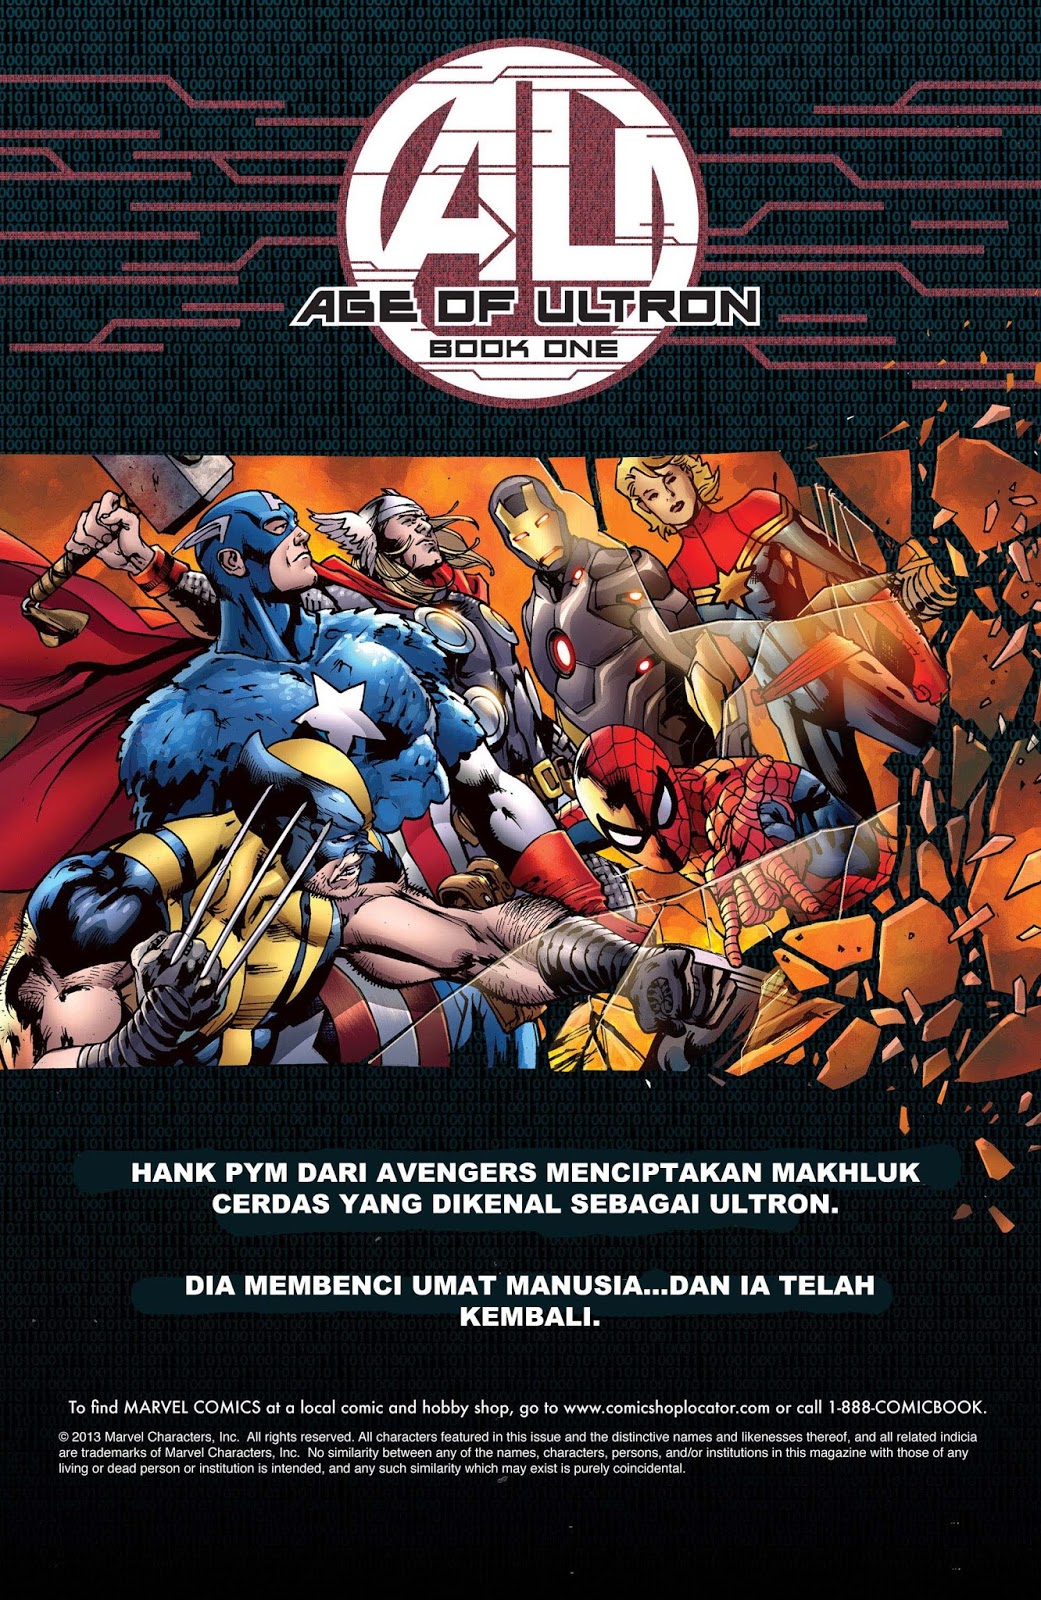 AU
AGE OF ULTRON
BOOK ONE
HANK PYM DARI AVENGERS MENCIPTAKAN MAKHLUK
CERDAS YANG DIKENAL SEBAGAI ULTRON.
DIA MEMBENCI UMAT MANUSIA...DAN IA TELAH
KEMBALI.
To find MARVEL COMICS at a local comic and hobby shop, go to www.comicshoplocator.com or call 1-888-COMICBOOK.
© 2013 Marvel Characters, Inc. All rights reserved. All characters featured in this issue and the distinctive names and likenesses thereof, and all related indicia
are trademarks of Marvel Characters, Inc. No similarity between any of the names, characters, persons, and/or institutions in this magazine with those of any
living or dead person or institution is intended, and any such similarity which may exist is purely coincidental.